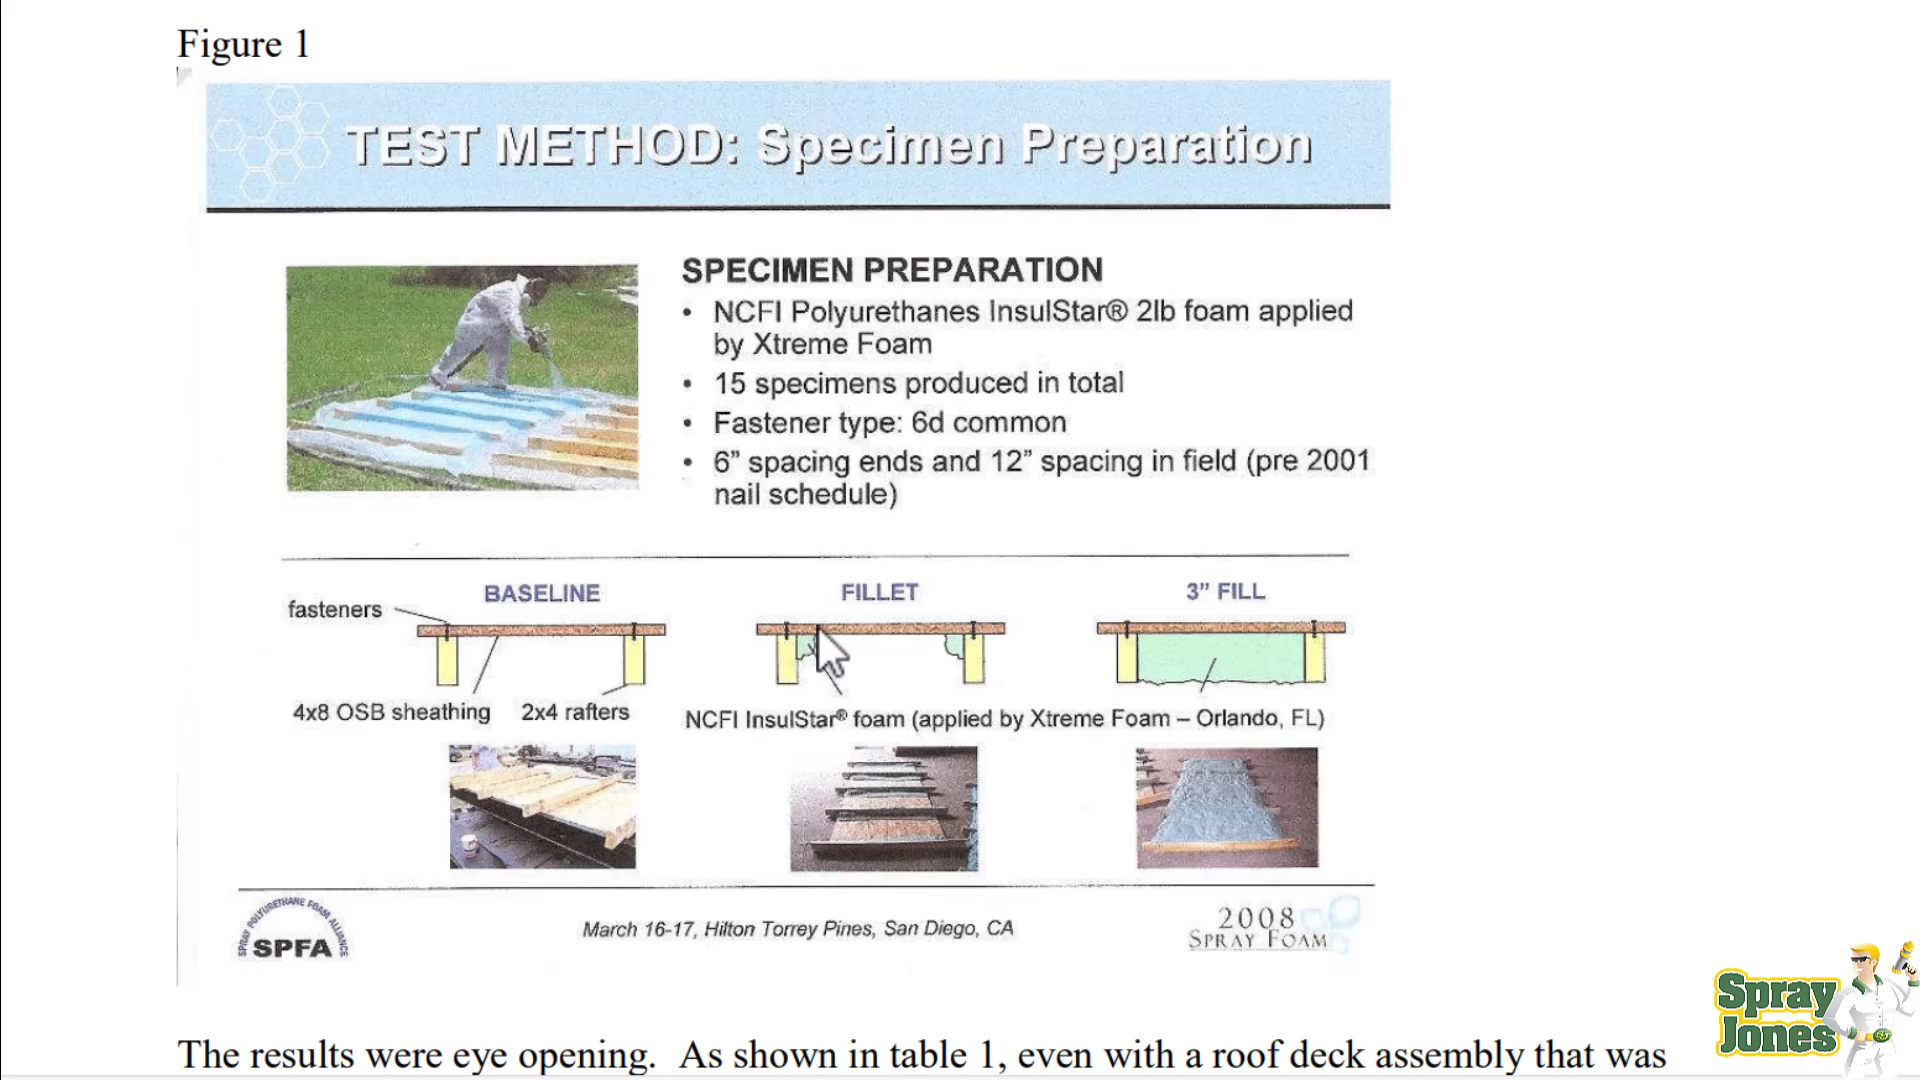 Figure 1
TEST METHOD: Specimen Preparation
SPECIMEN PREPARATION
• NCFI Polyurethanes InsulStar® 2lb foam applied
by Xtreme Foam
• 15 specimens produced in total
• Fastener type: 6d common
• 6” spacing ends and 12” spacing in field (pre 2001
nail schedule)
BASELINE
FILLET
3” FILL
fasteners
4x8 OSB sheathing
2x4 rafters
NCFI InsulStar® foam (applied by Xtreme Foam – Orlando, FL)
SPRAY POLYURETHANE FOAM ALLIANCE
SPFA
March 16-17, Hilton Torrey Pines, San Diego, CA
2008
SPRAY FOAM
The results were eye opening. As shown in table 1, even with a roof deck assembly that was
Spray
Jones